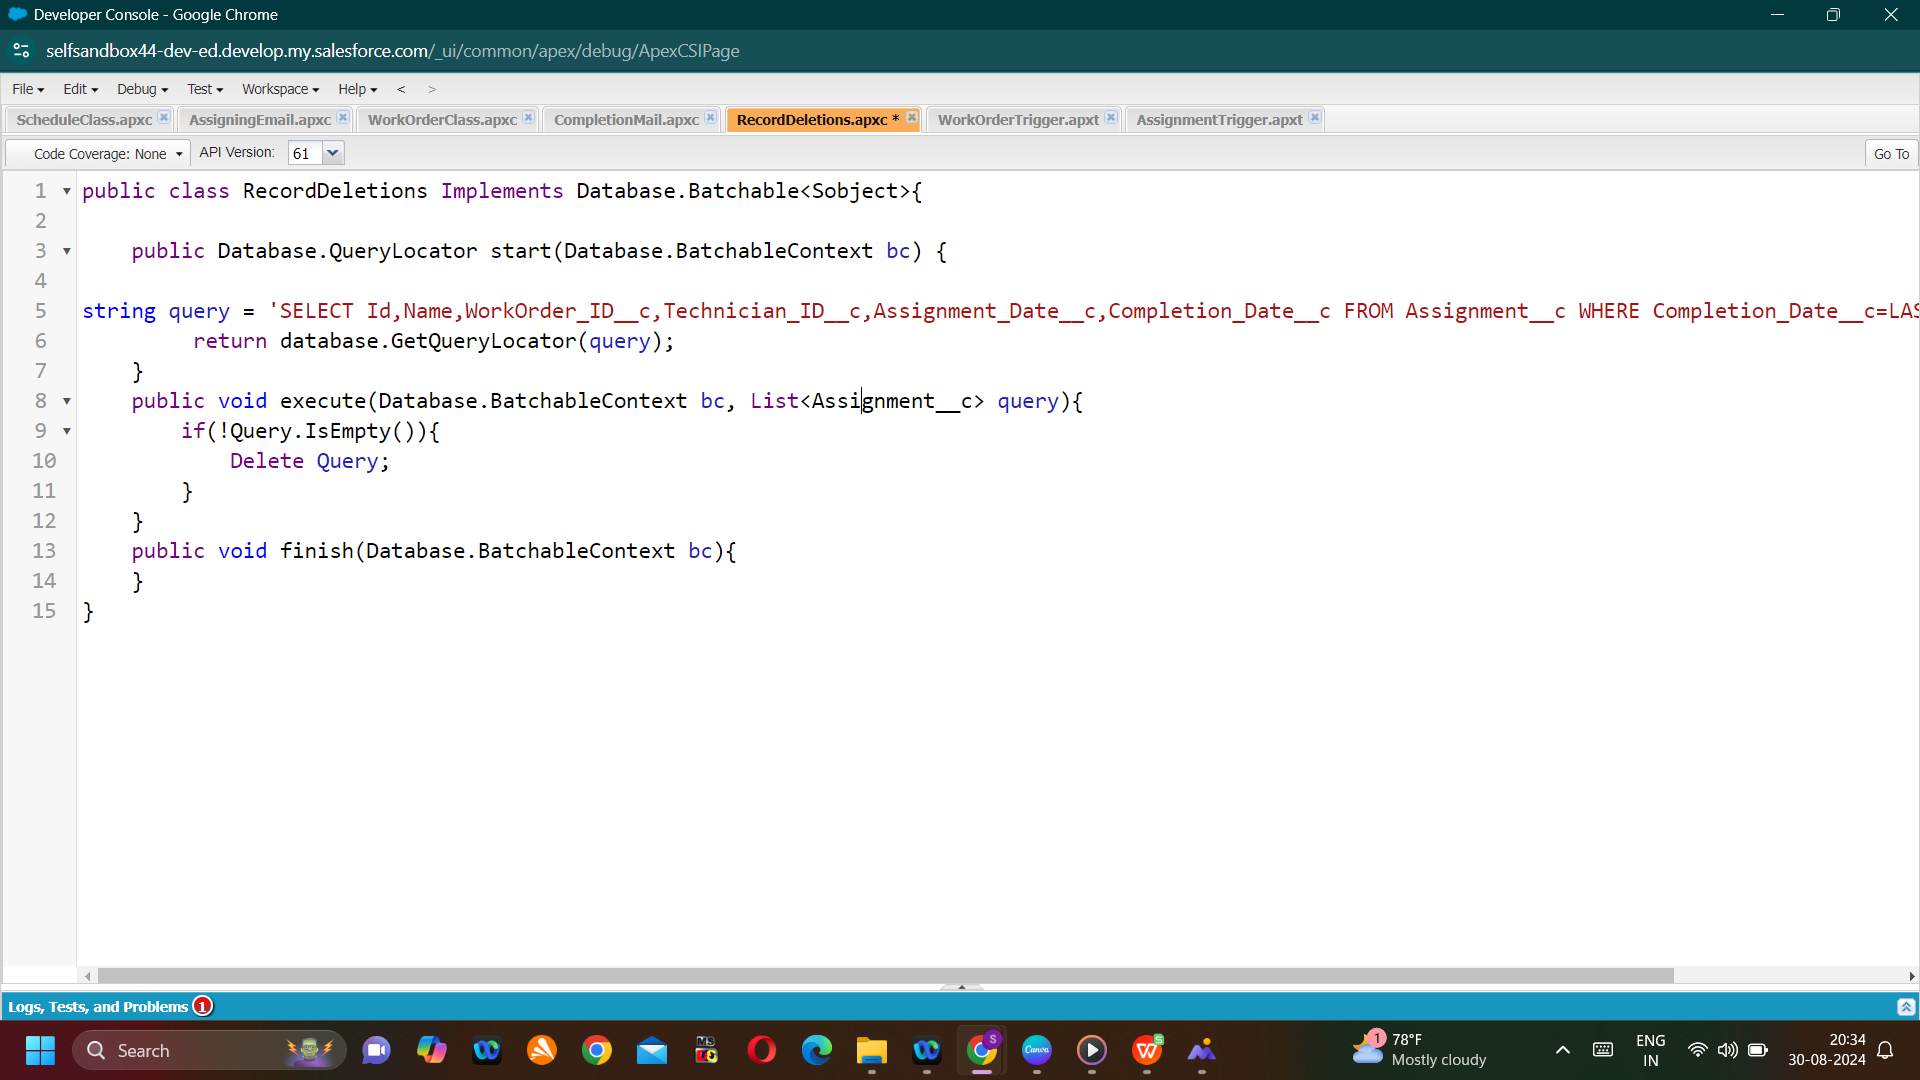 Developer Console - Google Chrome
selfsandbox44-dev-ed.develop.my.salesforce.com/_ui/common/apex/debug/ApexCSIPage
File Edit Debug Test Workspace Help < >
ScheduleClass.apxc AssigningEmail.apxc WorkOrderClass.apxc CompletionMail.apxc RecordDeletions.apxc * WorkOrderTrigger.apxt AssignmentTrigger.apxt
Code Coverage: None API Version: 61 Go To
1 public class RecordDeletions Implements Database.Batchable<Sobject>{
2
3 public Database.QueryLocator start(Database.BatchableContext bc) {
4
5 string query = 'SELECT Id,Name,WorkOrder_ID__c,Technician_ID__c,Assignment_Date__c,Completion_Date__c FROM Assignment__c WHERE Completion_Date__c=LAS
6 return database.GetQueryLocator(query);
7 }
8 public void execute(Database.BatchableContext bc, List<Assignment__c> query){
9 if(!Query.IsEmpty()){
10 Delete Query;
11 }
12 }
13 public void finish(Database.BatchableContext bc){
14 }
15 }
Logs, Tests, and Problems 1
Search
MS
Canva
W S
S
1
78°F
Mostly cloudy
ENG
IN
20:34
30-08-2024